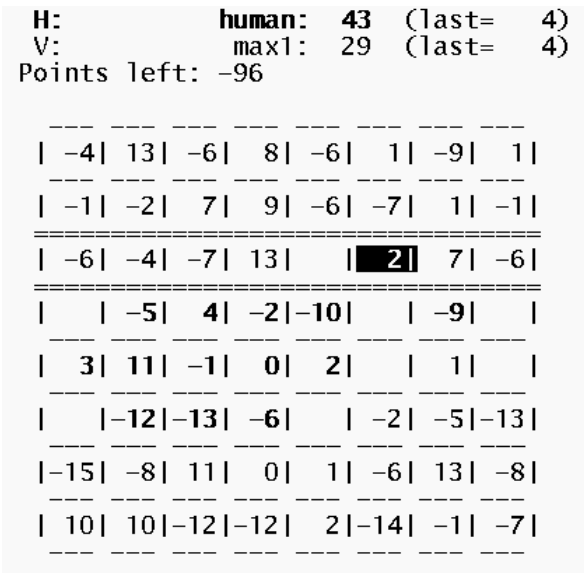 H: human: 43 (last= 4)
V: max1: 29 (last= 4)
Points left: -96
--- --- --- --- --- --- --- ---
| -4| 13| -6| 8| -6| 1| -9| 1|
--- --- --- --- --- --- --- ---
| -1| -2| 7| 9| -6| -7| 1| -1|
=================================
| -6| -4| -7| 13| | 2| 7| -6|
=================================
| | -5| 4| -2|-10| | -9| |
--- --- --- --- --- --- --- ---
| 3| 11| -1| 0| 2| | 1| |
--- --- --- --- --- --- --- ---
| |-12|-13| -6| | -2| -5|-13|
--- --- --- --- --- --- --- ---
|-15| -8| 11| 0| 1| -6| 13| -8|
--- --- --- --- --- --- --- ---
| 10| 10|-12|-12| 2|-14| -1| -7|
--- --- --- --- --- --- --- ---